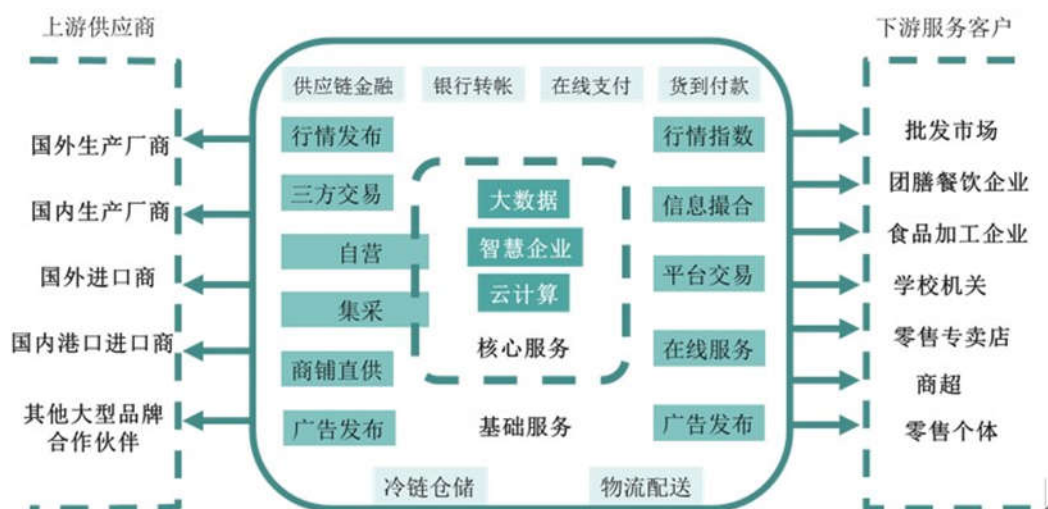 上游供应商
下游服务客户
供应链金融
银行转帐
在线支付
货到付款
国外生产厂商
国内生产厂商
国外进口商
国内港口进口商
其他大型品牌
合作伙伴
行情发布
三方交易
自营
集采
商铺直供
广告发布
大数据
智慧企业
云计算
核心服务
基础服务
行情指数
信息撮合
平台交易
在线服务
广告发布
冷链仓储
物流配送
批发市场
团膳餐饮企业
食品加工企业
学校机关
零售专卖店
商超
零售个体